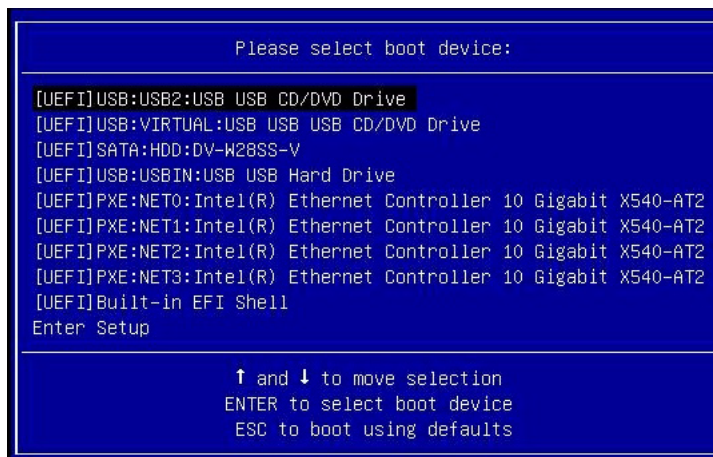 Please select boot device:
[UEFI]USB:USB2:USB USB CD/DVD Drive
[UEFI]USB:VIRTUAL:USB USB USB CD/DVD Drive
[UEFI]SATA:HDD:DV-W28SS-V
[UEFI]USB:USBIN:USB USB Hard Drive
[UEFI]PXE:NET0:Intel(R) Ethernet Controller 10 Gigabit X540-AT2
[UEFI]PXE:NET1:Intel(R) Ethernet Controller 10 Gigabit X540-AT2
[UEFI]PXE:NET2:Intel(R) Ethernet Controller 10 Gigabit X540-AT2
[UEFI]PXE:NET3:Intel(R) Ethernet Controller 10 Gigabit X540-AT2
[UEFI]Built-in EFI Shell
Enter Setup
↑ and ↓ to move selection
ENTER to select boot device
ESC to boot using defaults